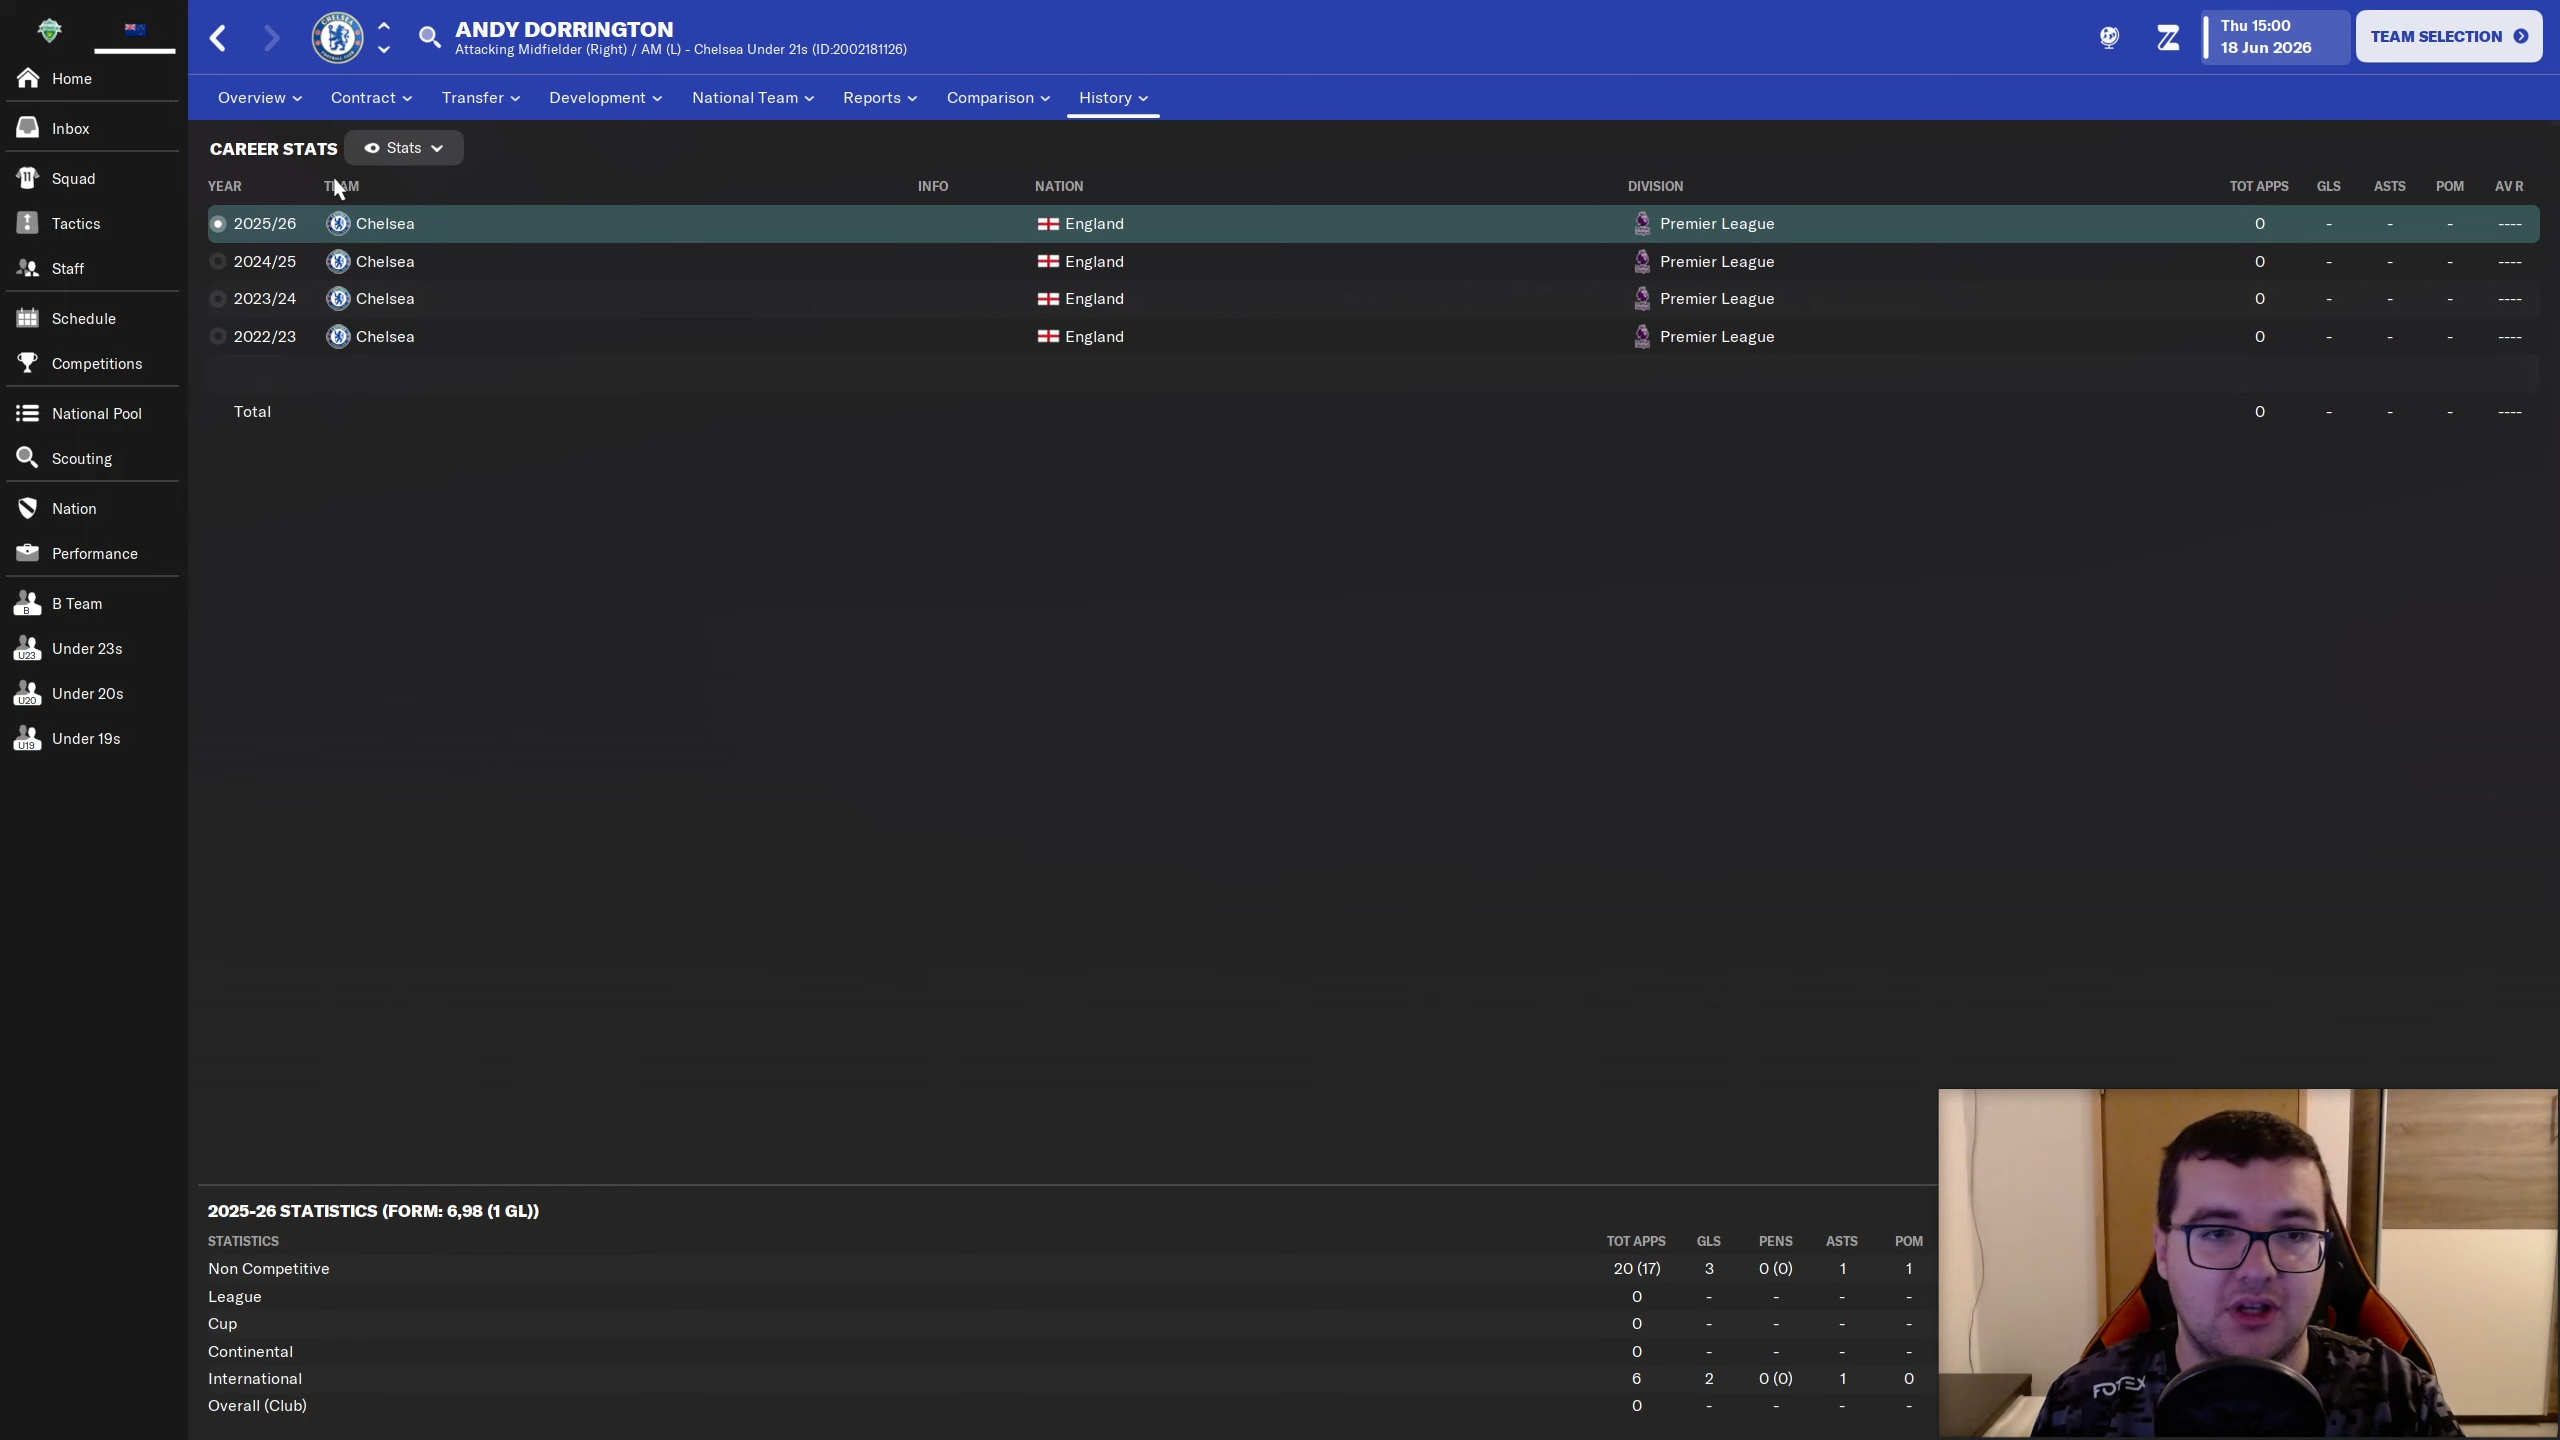 ANDY DORRINGTON
Attacking Midfielder (Right) / AM (L) - Chelsea Under 21s (ID:2002181126)
Thu 15:00
18 Jun 2026
TEAM SELECTION
Home
Inbox
Squad
Tactics
Staff
Schedule
Competitions
National Pool
Scouting
Nation
Performance
B
B Team
U23
Under 23s
U20
Under 20s
U19
Under 19s
Overview
Contract
Transfer
Development
National Team
Reports
Comparison
History
CAREER STATS
Stats
YEAR TEAM INFO NATION DIVISION TOT APPS GLS ASTS POM AV R
2025/26 Chelsea England Premier League 0 - - - ----
2024/25 Chelsea England Premier League 0 - - - ----
2023/24 Chelsea England Premier League 0 - - - ----
2022/23 Chelsea England Premier League 0 - - - ----
Total 0 - - - ----
2025-26 STATISTICS (FORM: 6,98 (1 GL))
STATISTICS TOT APPS GLS PENS ASTS POM
Non Competitive 20 (17) 3 0 (0) 1 1
League 0 - - - -
Cup 0 - - - -
Continental 0 - - - -
International 6 2 0 (0) 1 0
Overall (Club) 0 - - - -